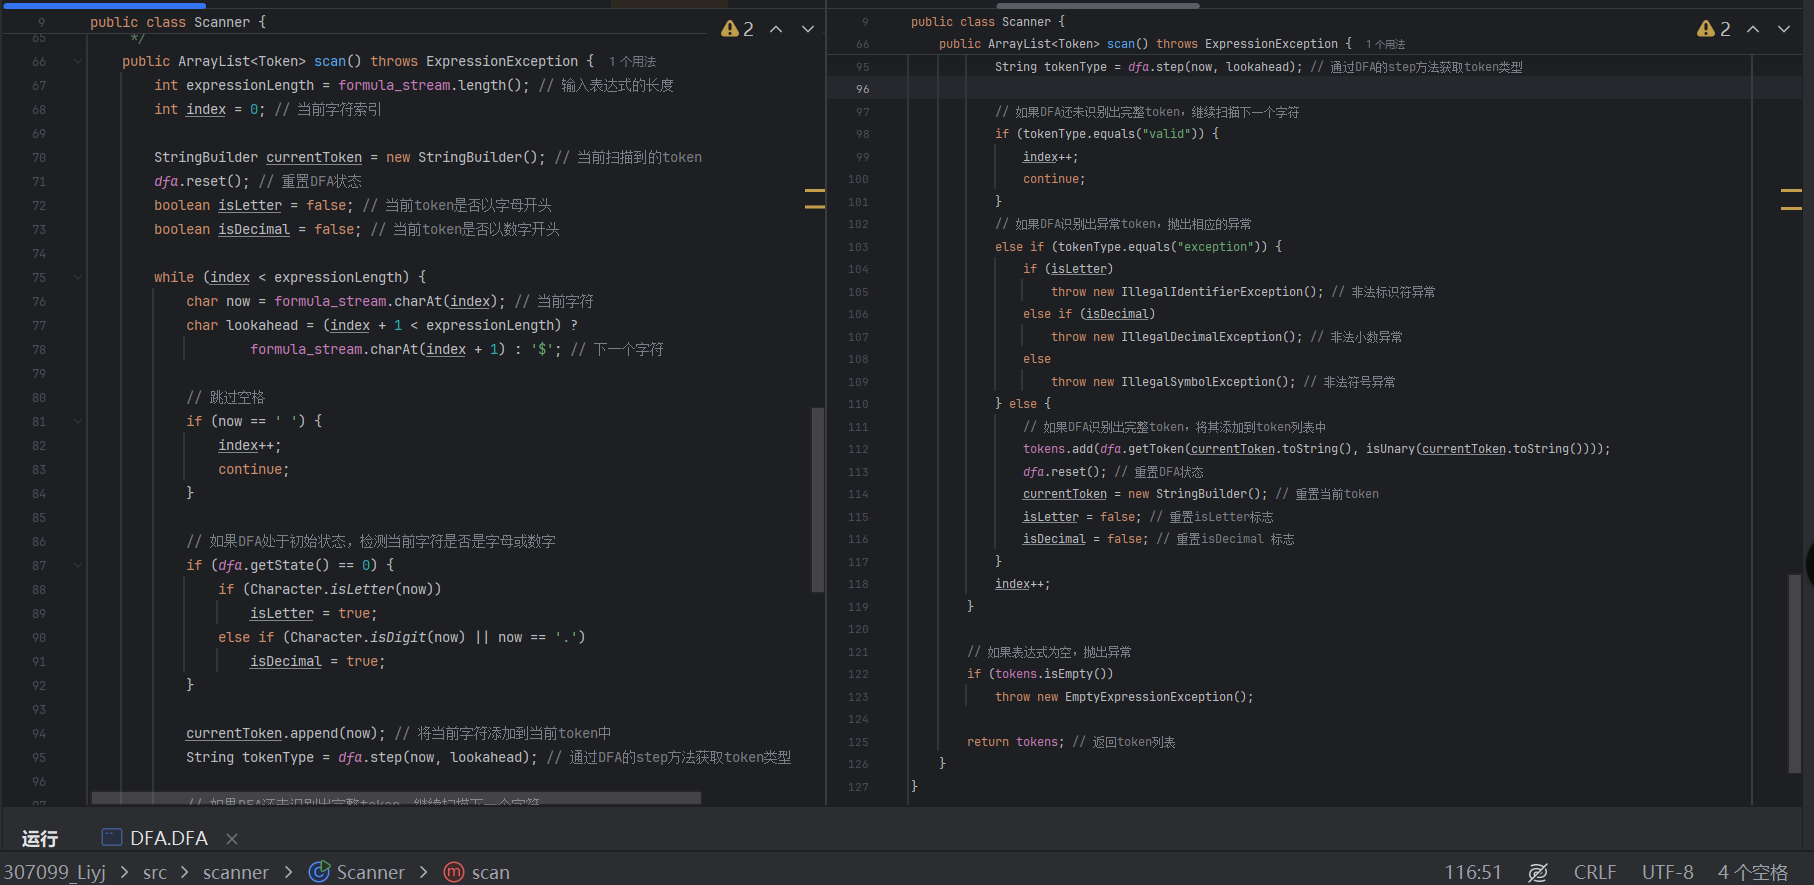 9 public class Scanner {
2
65 */
66 public ArrayList<Token> scan() throws ExpressionException { 1个用法
67 int expressionLength = formula_stream.length(); // 输入表达式的长度
68 int index = 0; // 当前字符索引
69
70 StringBuilder currentToken = new StringBuilder(); // 当前扫描到的token
71 dfa.reset(); // 重置DFA状态
72 boolean isLetter = false; // 当前token是否以字母开头
73 boolean isDecimal = false; // 当前token是否以数字开头
74
75 while (index < expressionLength) {
76 char now = formula_stream.charAt(index); // 当前字符
77 char lookahead = (index + 1 < expressionLength) ?
78 formula_stream.charAt(index + 1) : '$'; // 下一个字符
79
80 // 跳过空格
81 if (now == ' ') {
82 index++;
83 continue;
84 }
85
86 // 如果DFA处于初始状态，检测当前字符是否是字母或数字
87 if (dfa.getState() == 0) {
88 if (Character.isLetter(now))
89 isLetter = true;
90 else if (Character.isDigit(now) || now == '.')
91 isDecimal = true;
92 }
93
94 currentToken.append(now); // 将当前字符添加到当前token中
95 String tokenType = dfa.step(now, lookahead); // 通过DFA的step方法获取token类型
96
97 // 如果DFA还未识别出完整token，继续扫描下一个字符
9 public class Scanner {
2
66 public ArrayList<Token> scan() throws ExpressionException { 1个用法
95 String tokenType = dfa.step(now, lookahead); // 通过DFA的step方法获取token类型
96
97 // 如果DFA还未识别出完整token，继续扫描下一个字符
98 if (tokenType.equals("valid")) {
99 index++;
100 continue;
101 }
102 // 如果DFA识别出异常token，抛出相应的异常
103 else if (tokenType.equals("exception")) {
104 if (isLetter)
105 throw new IllegalIdentifierException(); // 非法标识符异常
106 else if (isDecimal)
107 throw new IllegalDecimalException(); // 非法小数异常
108 else
109 throw new IllegalSymbolException(); // 非法符号异常
110 } else {
111 // 如果DFA识别出完整token，将其添加到token列表中
112 tokens.add(dfa.getToken(currentToken.toString(), isUnary(currentToken.toString())));
113 dfa.reset(); // 重置DFA状态
114 currentToken = new StringBuilder(); // 重置当前token
115 isLetter = false; // 重置isLetter标志
116 isDecimal = false; // 重置isDecimal 标志
117 }
118 index++;
119 }
120
121 // 如果表达式为空，抛出异常
122 if (tokens.isEmpty())
123 throw new EmptyExpressionException();
124
125 return tokens; // 返回token列表
126 }
127 }
运行 DFA.DFA ×
307099_Liyj > src > scanner > Scanner > scan 116:51 CRLF UTF-8 4 个空格